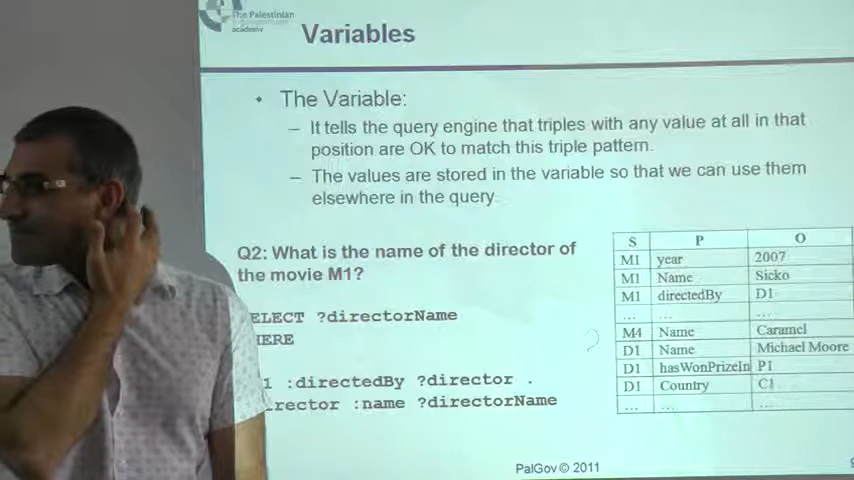 The Palestinian
academy
Variables
• The Variable:
– It tells the query engine that triples with any value at all in that
position are OK to match this triple pattern.
– The values are stored in the variable so that we can use them
elsewhere in the query
Q2: What is the name of the director of
the movie M1?
ELECT ?directorName
HERE
1 :directedBy ?director .
irector :name ?directorName
S P O
M1 year 2007
M1 Name Sicko
M1 directedBy D1
... ... ...
M4 Name Caramel
D1 Name Michael Moore
D1 hasWonPrizeIn P1
D1 Country C1
... ... ...
PalGov © 2011